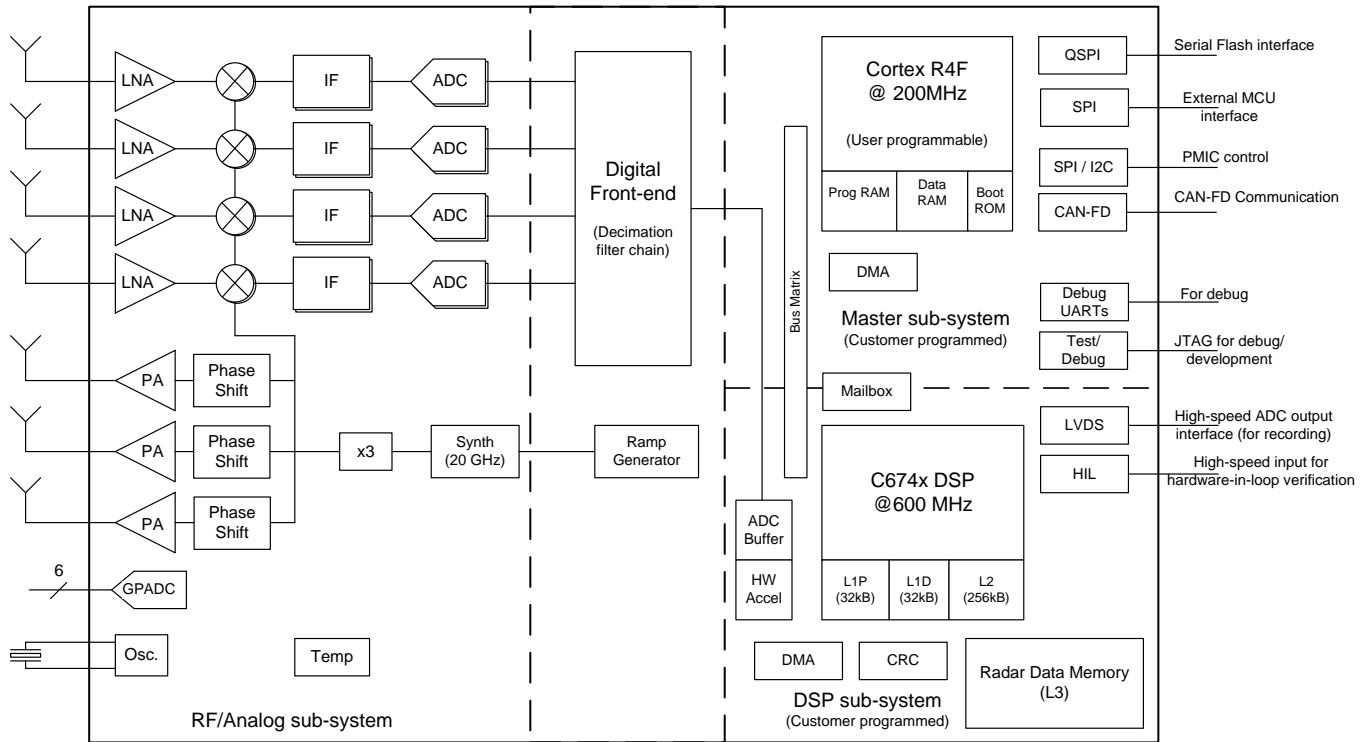 LNA
IF
ADC
LNA
IF
ADC
LNA
IF
ADC
LNA
IF
ADC
PA
Phase
Shift
PA
Phase
Shift
PA
Phase
Shift
x3
Synth
(20 GHz)
6
GPADC
Osc.
Temp
RF/Analog sub-system
Digital
Front-end
(Decimation
filter chain)
Ramp
Generator
Bus Matrix
Cortex R4F
@ 200MHz
(User programmable)
Prog RAM
Data
RAM
Boot
ROM
DMA
Master sub-system
(Customer programmed)
Mailbox
QSPI
Serial Flash interface
SPI
External MCU
interface
SPI / I2C
PMIC control
CAN-FD
CAN-FD Communication
Debug
UARTs
For debug
Test/
Debug
JTAG for debug/
development
LVDS
High-speed ADC output
interface (for recording)
HIL
High-speed input for
hardware-in-loop verification
C674x DSP
@600 MHz
ADC
Buffer
HW
Accel
L1P
(32kB)
L1D
(32kB)
L2
(256kB)
DMA
CRC
Radar Data Memory
(L3)
DSP sub-system
(Customer programmed)